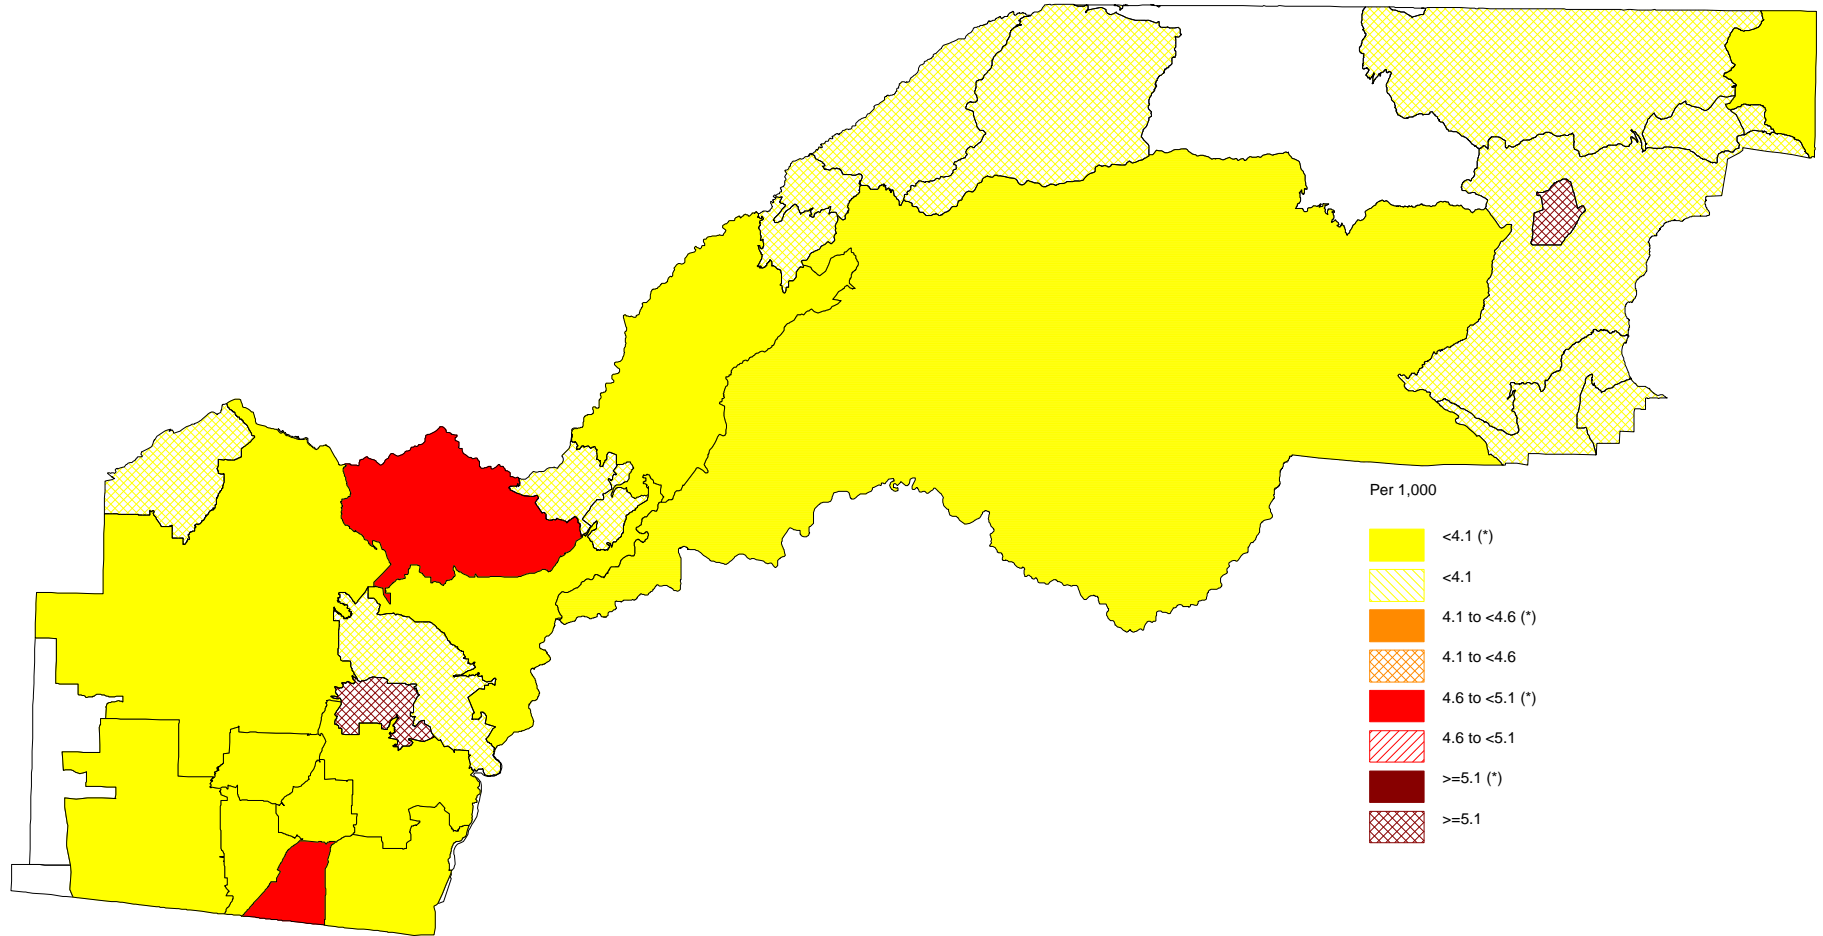 Per 1,000
<4.1 (*)
<4.1
4.1 to <4.6 (*)
4.1 to <4.6
4.6 to <5.1 (*)
4.6 to <5.1
>=5.1 (*)
>=5.1